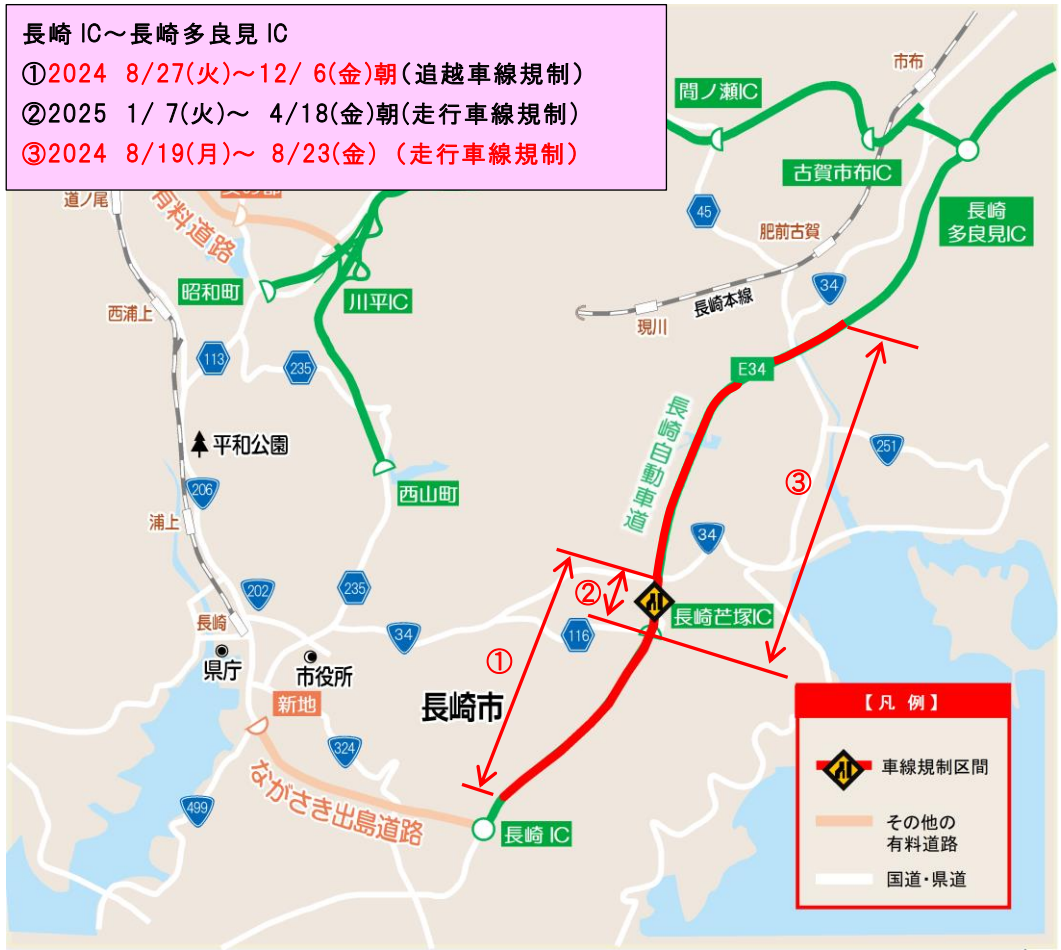 長崎 IC～長崎多良見 IC
①2024 8/27(火)～12/ 6(金)朝(追越車線規制)
②2025 1/ 7(火)～ 4/18(金)朝(走行車線規制)
③2024 8/19(月)～ 8/23(金) (走行車線規制)
市布
間ノ瀬IC
古賀市布IC
長崎
多良見IC
道ノ尾
有料道路
45
肥前古賀
34
昭和町
川平IC
西浦上
現川
長崎本線
113
235
E34
長崎自動車道
平和公園
251
206
西山町
③
浦上
34
202
235
②
長崎
34
116
長崎芒塚IC
①
県庁
市役所
新地
長崎市
324
ながさき出島道路
499
長崎 IC
【凡 例】
車線規制区間
その他の
有料道路
国道・県道